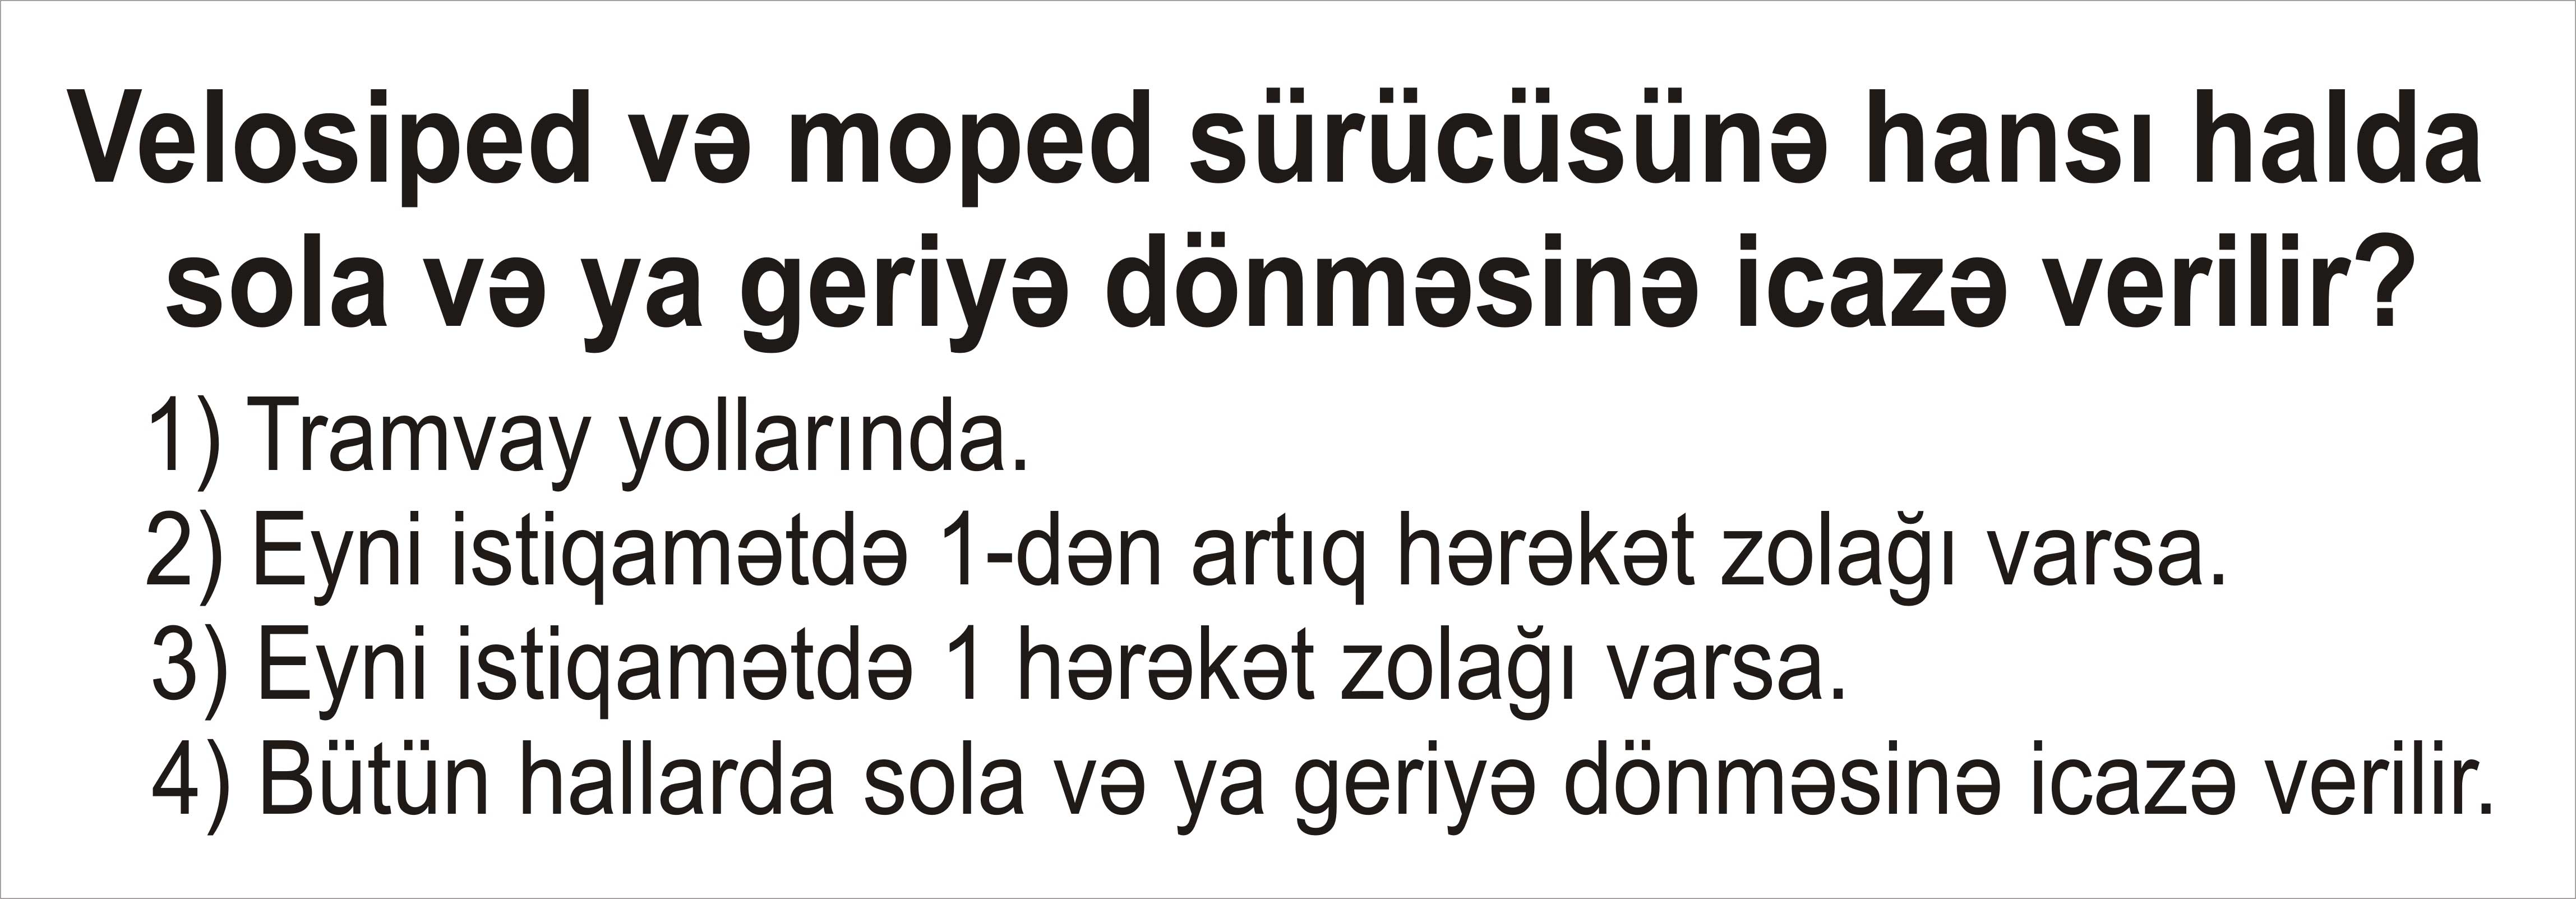 Velosiped və moped sürücüsünə hansı halda
sola və ya geriyə dönməsinə icazə verilir?
1) Tramvay yollarında.
2) Eyni istiqamətdə 1-dən artıq hərəkət zolağı varsa.
3) Eyni istiqamətdə 1 hərəkət zolağı varsa.
4) Bütün hallarda sola və ya geriyə dönməsinə icazə verilir.